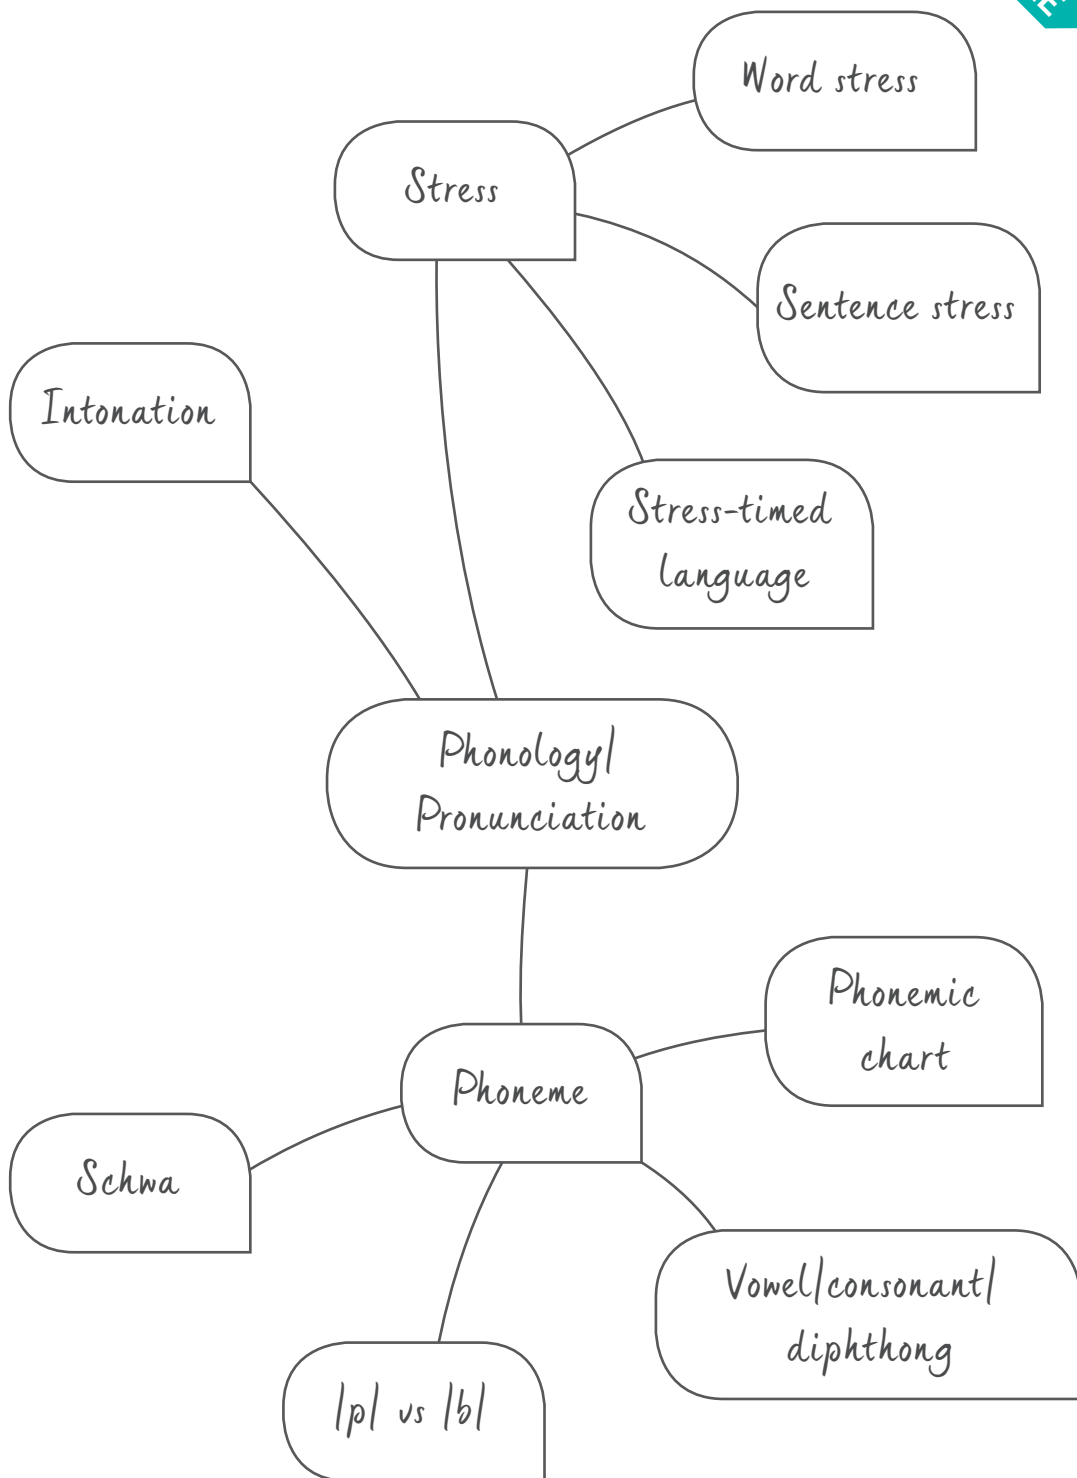 Word stress
Stress
Sentence stress
Intonation
Stress-timed
language
Phonology/
Pronunciation
Phonemic
chart
Phoneme
Schwa
Vowel/consonant/
diphthong
/p/ vs /b/